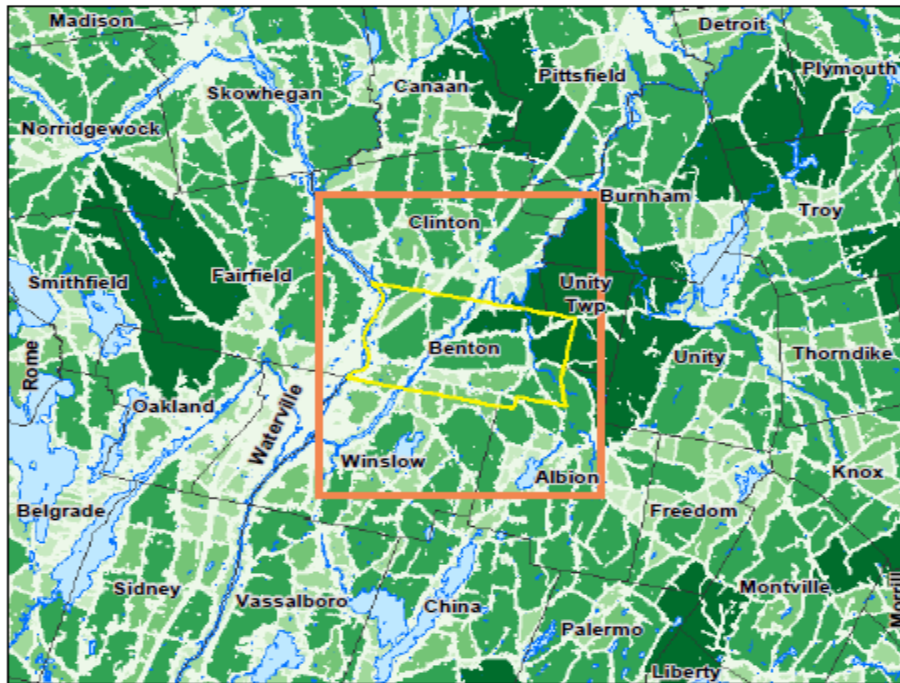 Madison
Detroit
Pittsfield
Plymouth
Skowhegan
Canaan
Norridgewock
Burnham
Troy
Clinton
Smithfield
Fairfield
Unity
Twp
Rome
Benton
Unity
Thorndike
Oakland
Waterville
Winslow
Albion
Knox
Belgrade
Freedom
Sidney
Vassalboro
China
Montville
Morrill
Palermo
Liberty